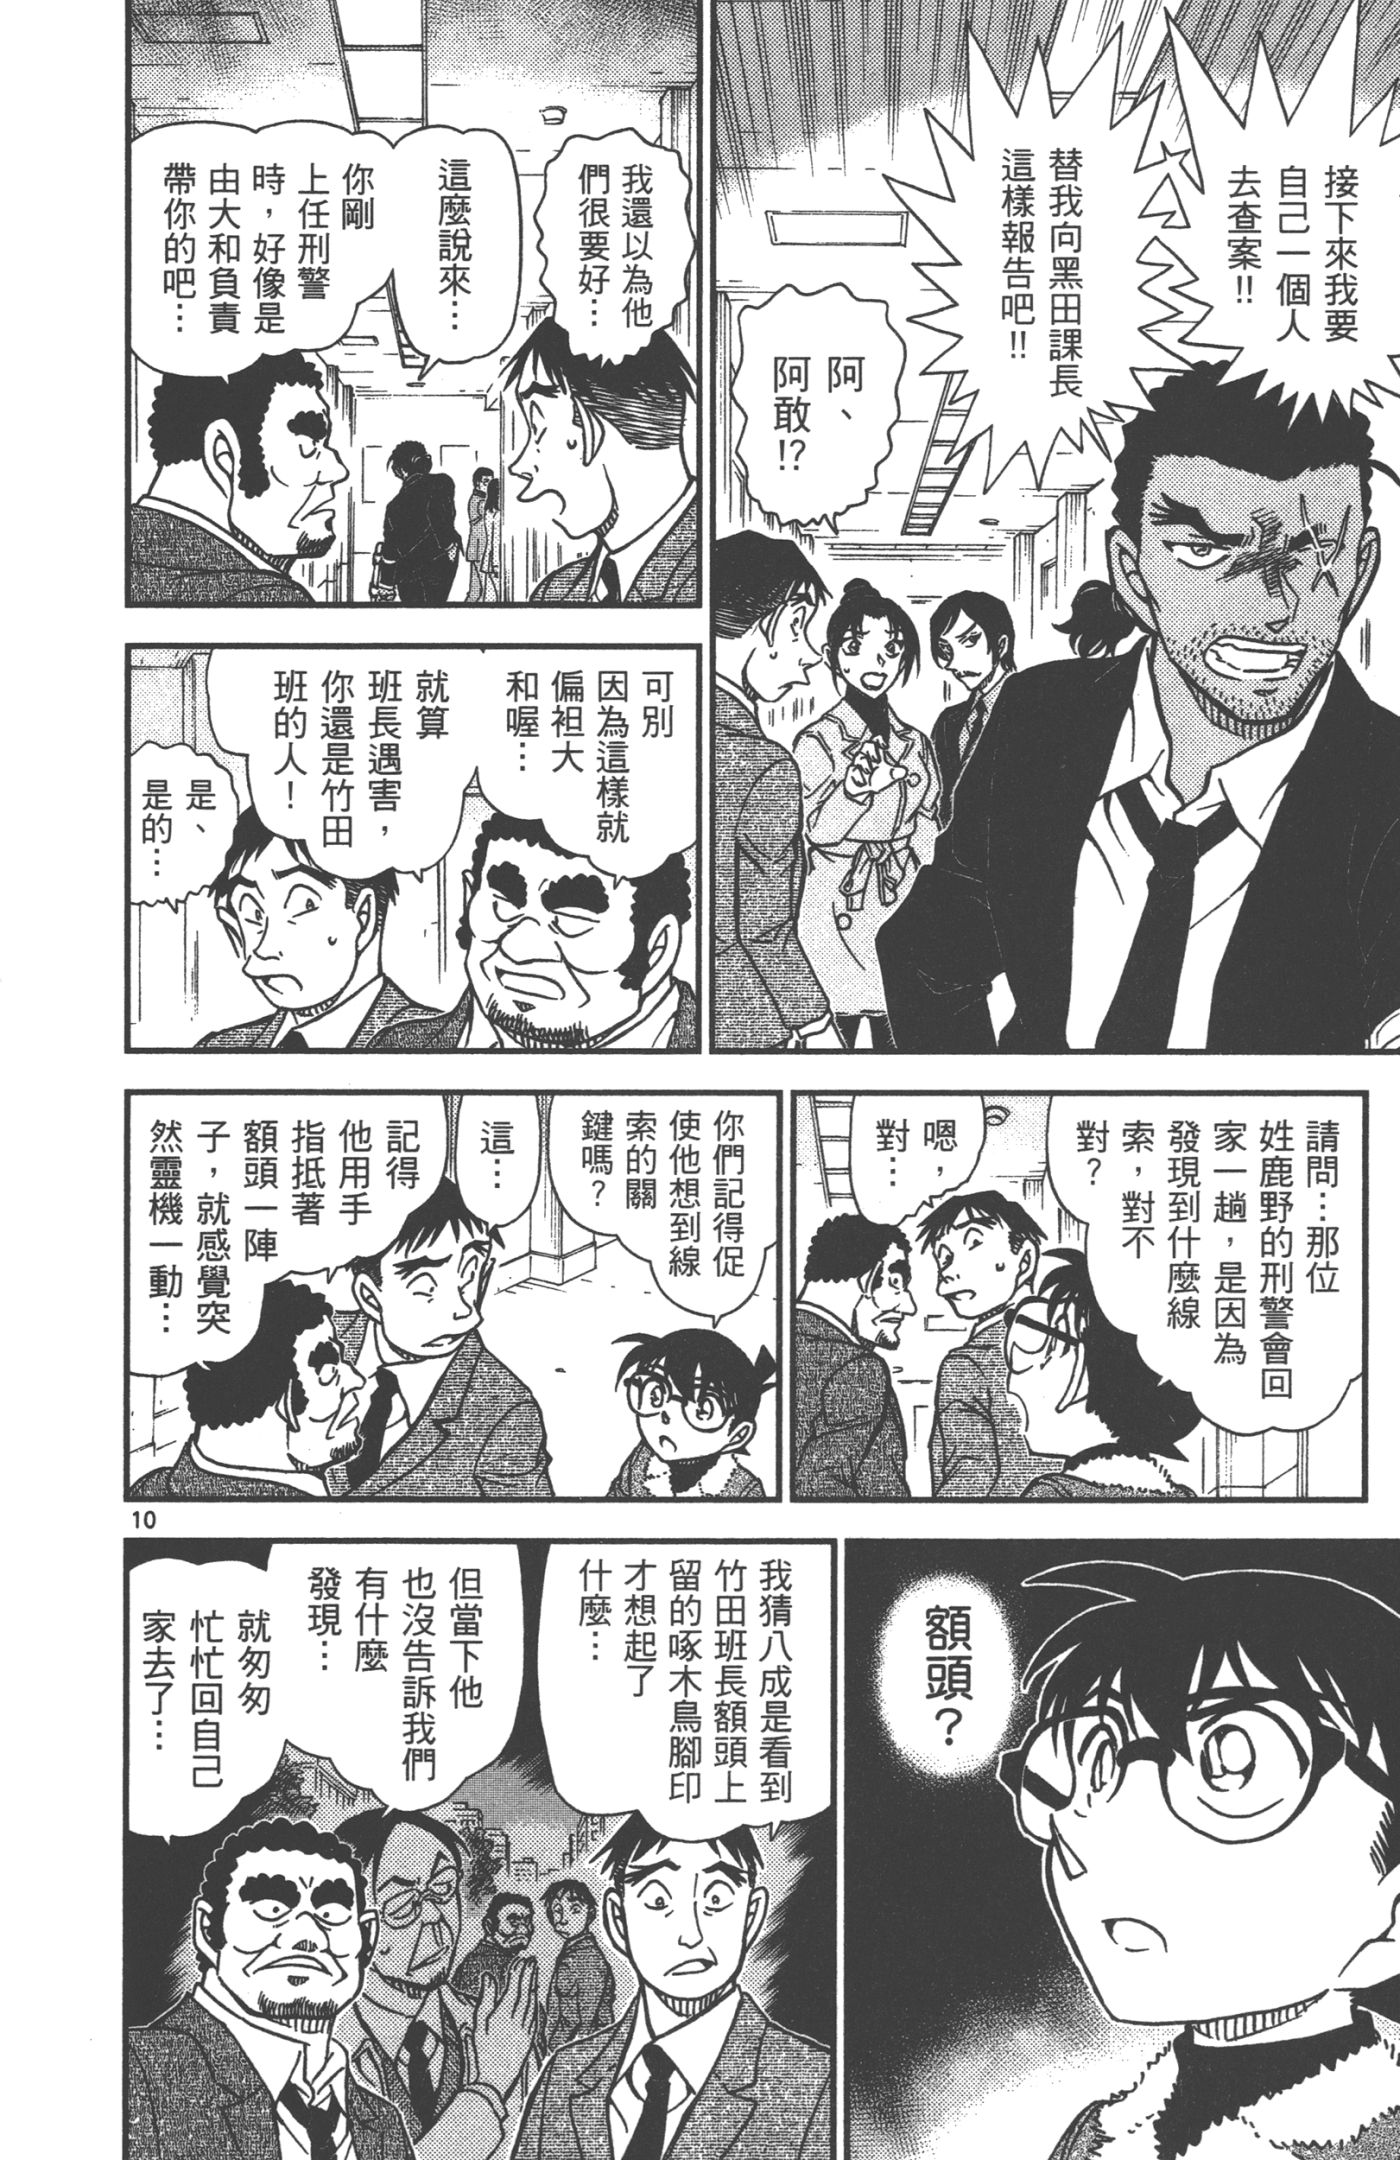 接下來我要
自己一個人
去查案!!
替我向黑田課長
這樣報告吧!!
阿、
阿敢!?
我還以為他
們很要好…
這麼說來…
你剛
上任刑警
時，好像是
由大和負責
帶你的吧…
可別
因為這樣就
偏袒大
和喔…
就算
班長遇害，
你還是竹田
班的人！
是、
是的…
請問…那位
姓鹿野的刑警會回
家一趟，是因為
發現到什麼線
索，對不
對？
嗯，
對…
你們記得促
使他想到線
索的關
鍵嗎？
這…
記得
他用手
指抵著
額頭一陣
子，就感覺突
然靈機一動…
10
額頭？
我猜八成是看到
竹田班長額頭上
留的啄木鳥腳印
才想起了
什麼…
但當下他
也沒告訴我們
有什麼
發現…
就匆匆
忙忙回自己
家去了…